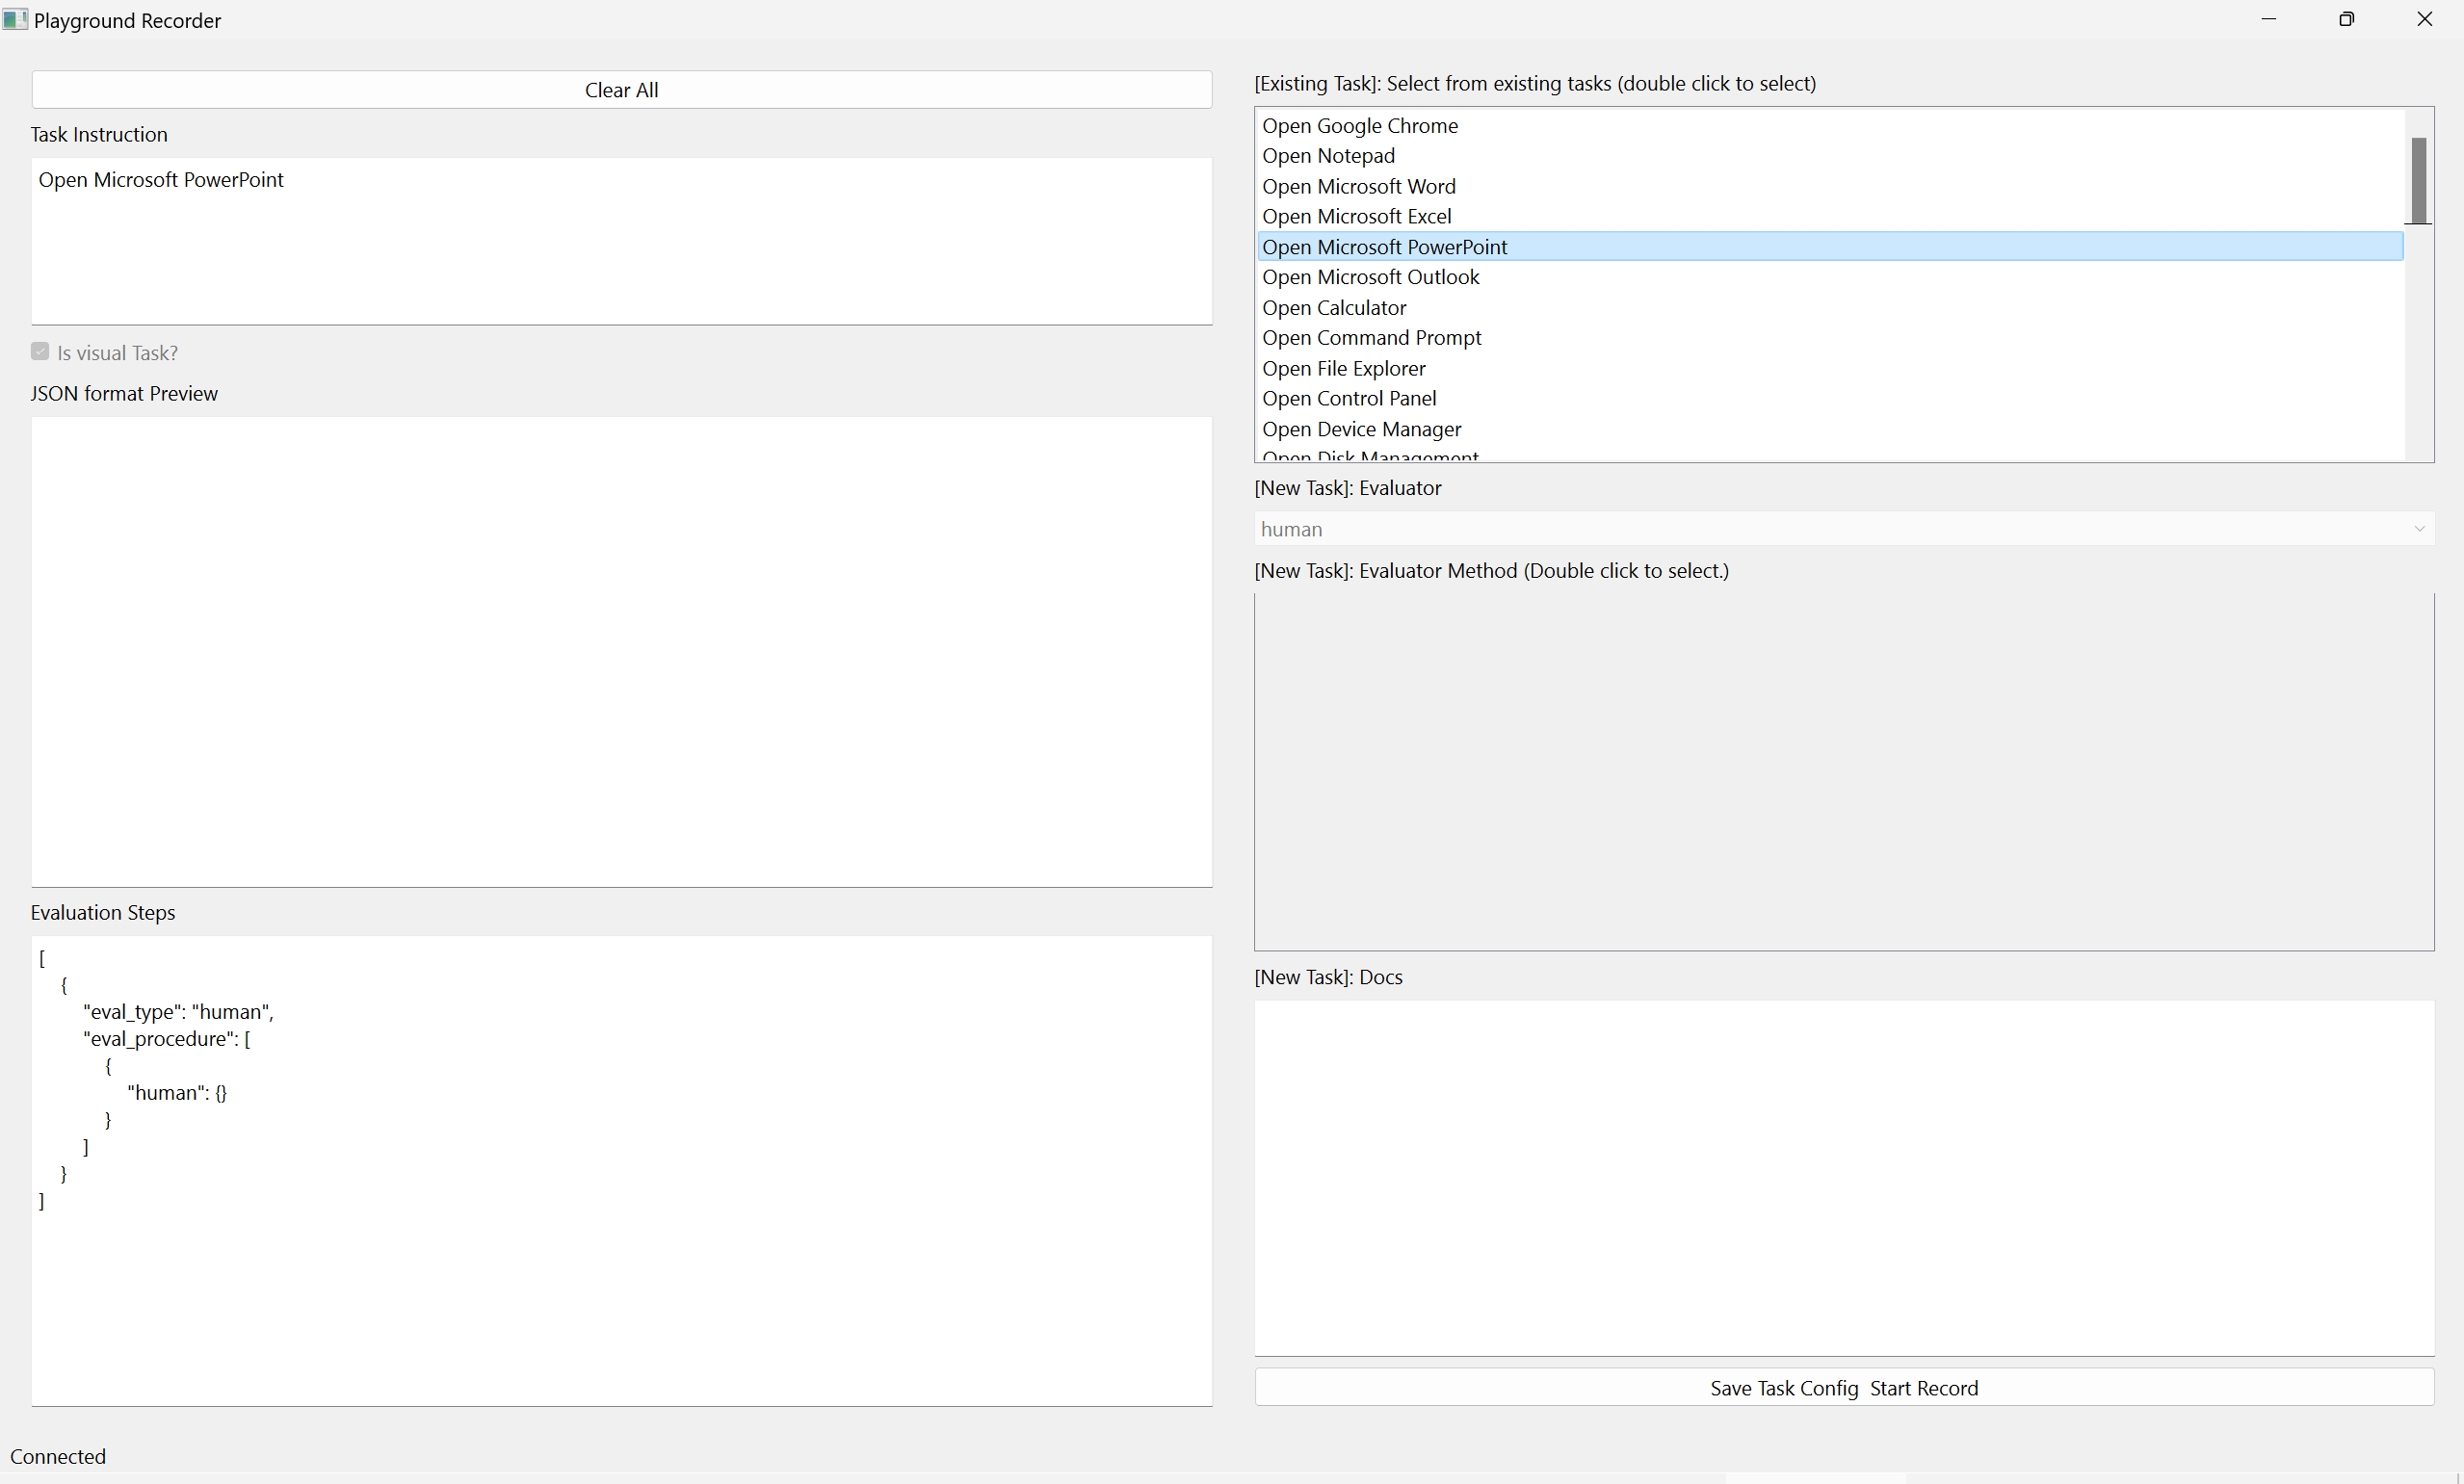 Playground Recorder
Clear All
Task Instruction
Open Microsoft PowerPoint
Is visual Task?
JSON format Preview
Evaluation Steps
[
{
"eval_type": "human",
"eval_procedure": [
{
"human": {}
}
]
}
]
[Existing Task]: Select from existing tasks (double click to select)
Open Google Chrome
Open Notepad
Open Microsoft Word
Open Microsoft Excel
Open Microsoft PowerPoint
Open Microsoft Outlook
Open Calculator
Open Command Prompt
Open File Explorer
Open Control Panel
Open Device Manager
Open Disk Management
[New Task]: Evaluator
human
[New Task]: Evaluator Method (Double click to select.)
[New Task]: Docs
Save Task Config  Start Record
Connected